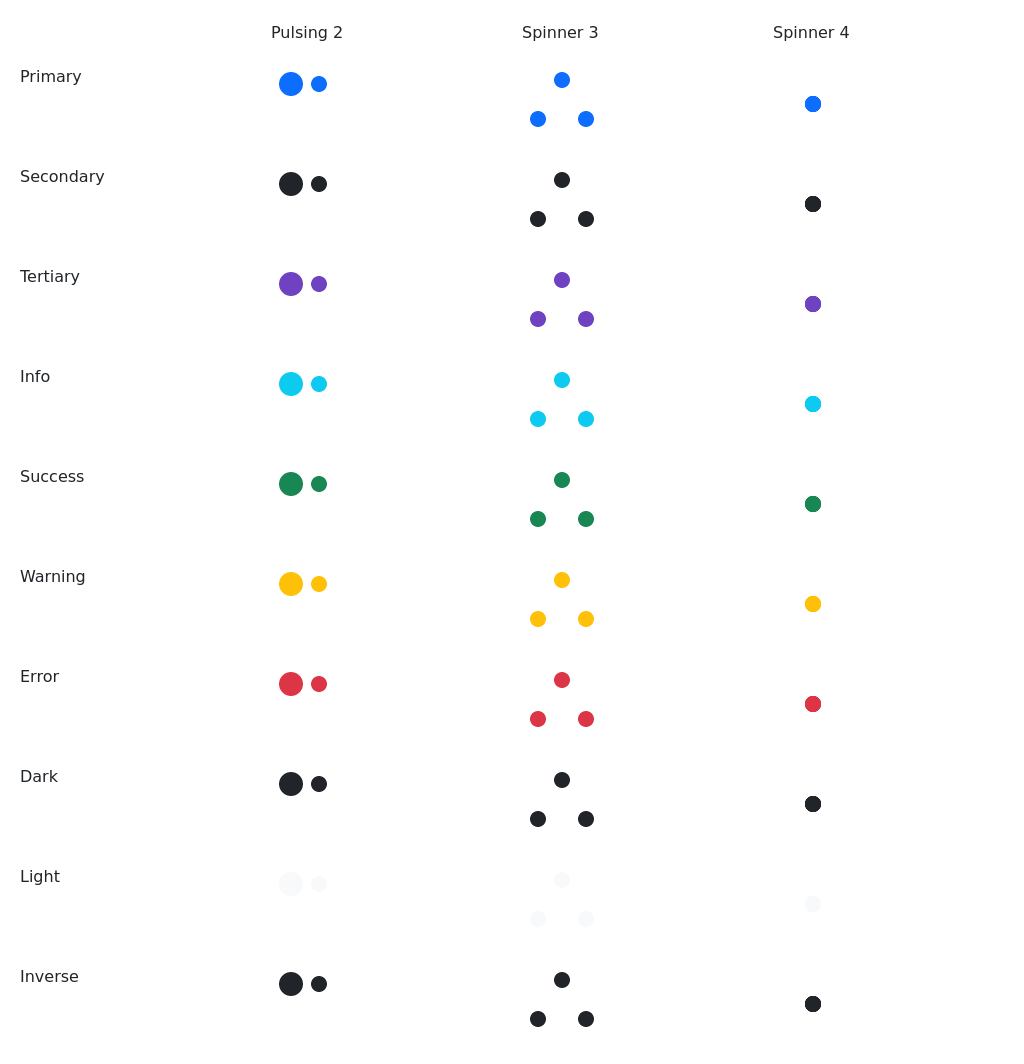 Pulsing 2 Spinner 3 Spinner 4
Primary
Secondary
Tertiary
Info
Success
Warning
Error
Dark
Light
Inverse